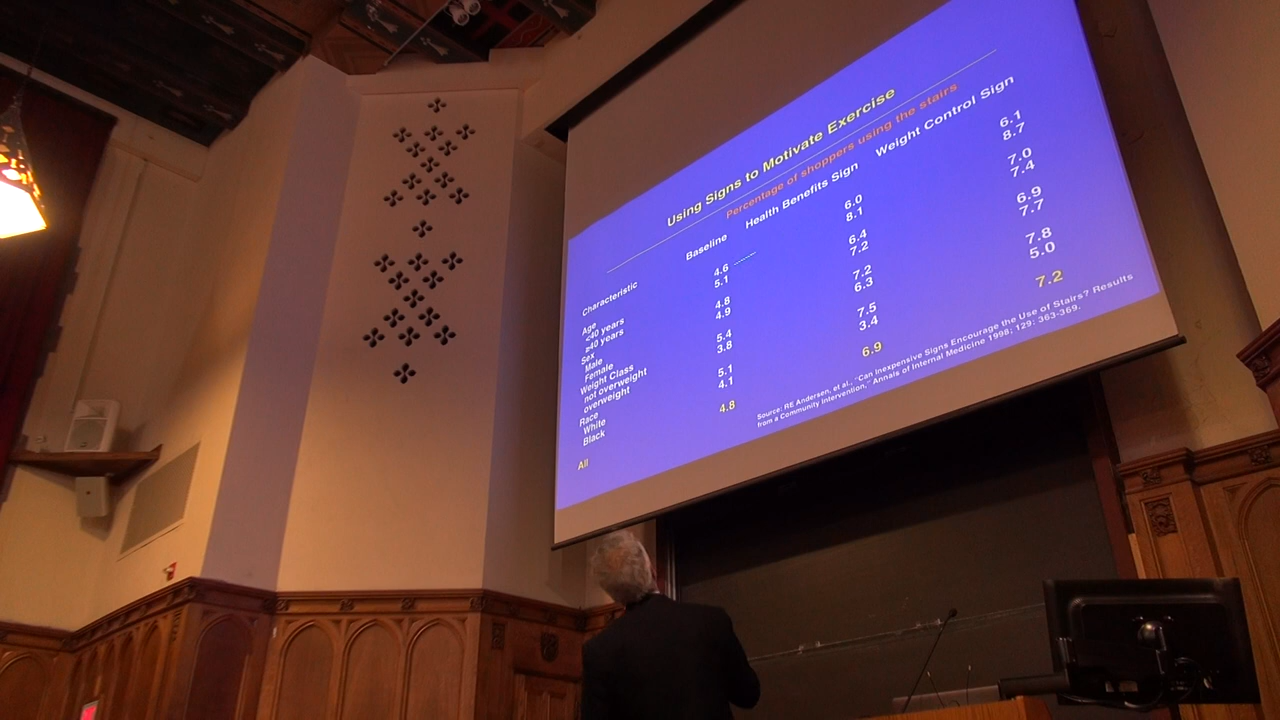 Using Signs to Motivate Exercise
Percentage of shoppers using the stairs
Characteristic Baseline Health Benefits Sign Weight Control Sign
Age
<40 years 4.6 6.0 6.1
≥40 years 5.1 8.1 8.7
Sex
Male 4.8 6.4 7.0
Female 4.9 7.2 7.4
Weight Class
not overweight 5.4 7.2 6.9
overweight 3.8 6.3 7.7
Race
White 5.1 7.5 7.8
Black 4.1 3.4 5.0
All 4.8 6.9 7.2
Source: RE Andersen, et al., "Can Inexpensive Signs Encourage the Use of Stairs? Results
from a Community Intervention," Annals of Internal Medicine 1998; 129: 363-369.